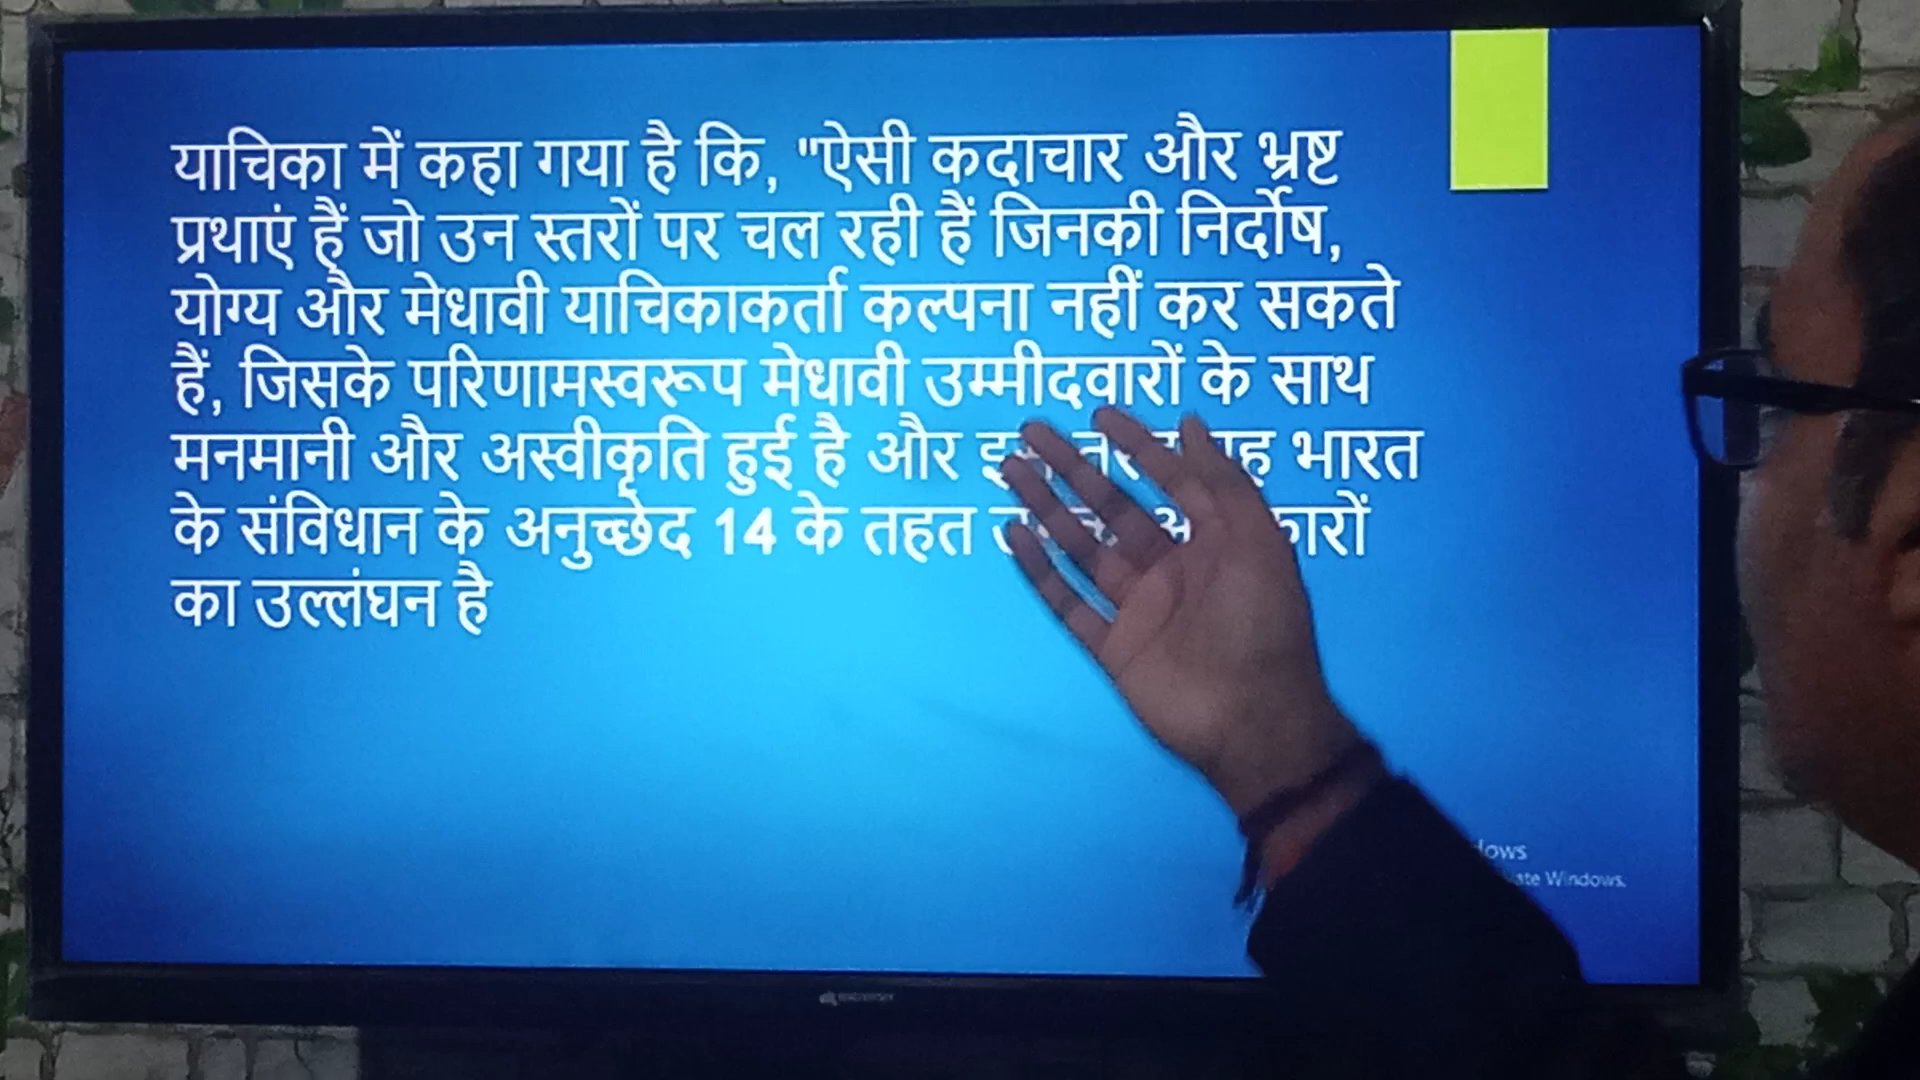 याचिका में कहा गया है कि, "ऐसी कदाचार और भ्रष्ट
प्रथाएं हैं जो उन स्तरों पर चल रही हैं जिनकी निर्दोष,
योग्य और मेधावी याचिकाकर्ता कल्पना नहीं कर सकते
हैं, जिसके परिणामस्वरूप मेधावी उम्मीदवारों के साथ
मनमानी और अस्वीकृति हुई है और भारत
के संविधान के अनुच्छेद 14 के तहत
का उल्लंघन है
Windows.